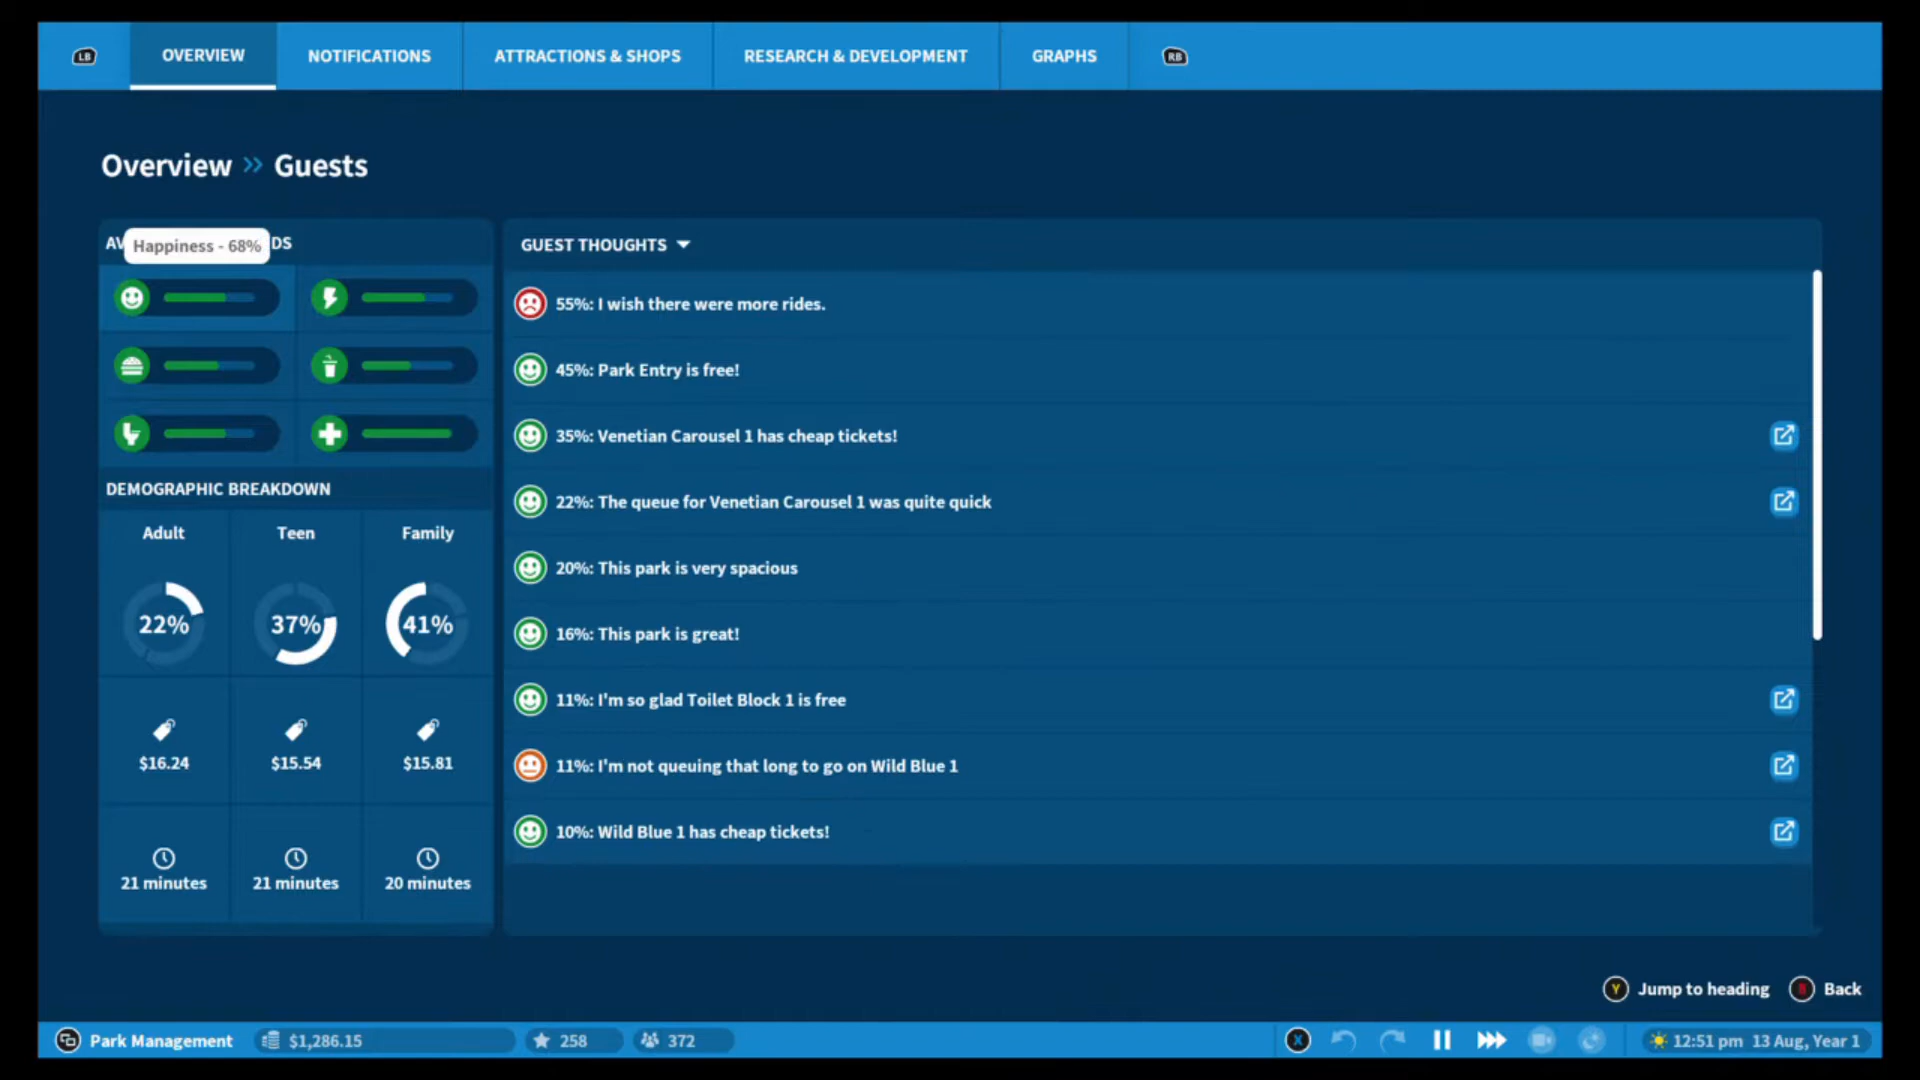 LB
OVERVIEW
NOTIFICATIONS
ATTRACTIONS & SHOPS
RESEARCH & DEVELOPMENT
GRAPHS
RB
Overview » Guests
AV
Happiness - 68%
DS
GUEST THOUGHTS
55%: I wish there were more rides.
45%: Park Entry is free!
35%: Venetian Carousel 1 has cheap tickets!
22%: The queue for Venetian Carousel 1 was quite quick
20%: This park is very spacious
16%: This park is great!
11%: I'm so glad Toilet Block 1 is free
11%: I'm not queuing that long to go on Wild Blue 1
10%: Wild Blue 1 has cheap tickets!
DEMOGRAPHIC BREAKDOWN
Adult Teen Family
22% 37% 41%
$16.24 $15.54 $15.81
21 minutes 21 minutes 20 minutes
Y Jump to heading B Back
Park Management $1,286.15 258 372 X 12:51 pm 13 Aug, Year 1